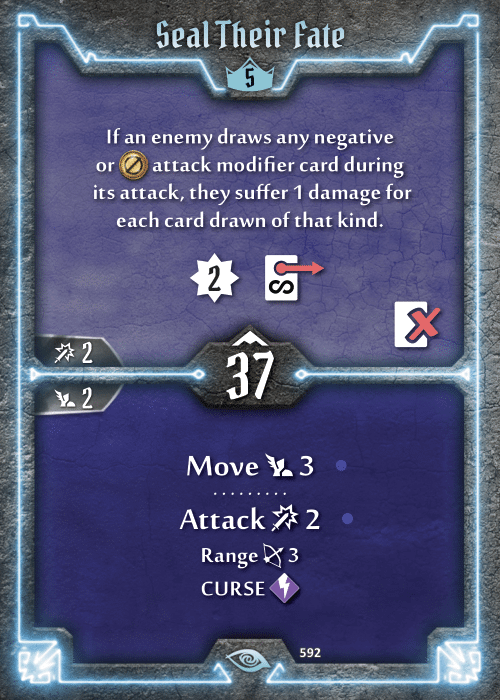 Seal Their Fate
5
If an enemy draws any negative
or attack modifier card during
its attack, they suffer 1 damage for
each card drawn of that kind.
2
2
37
2
Move 3
Attack 2
Range 3
CURSE
592